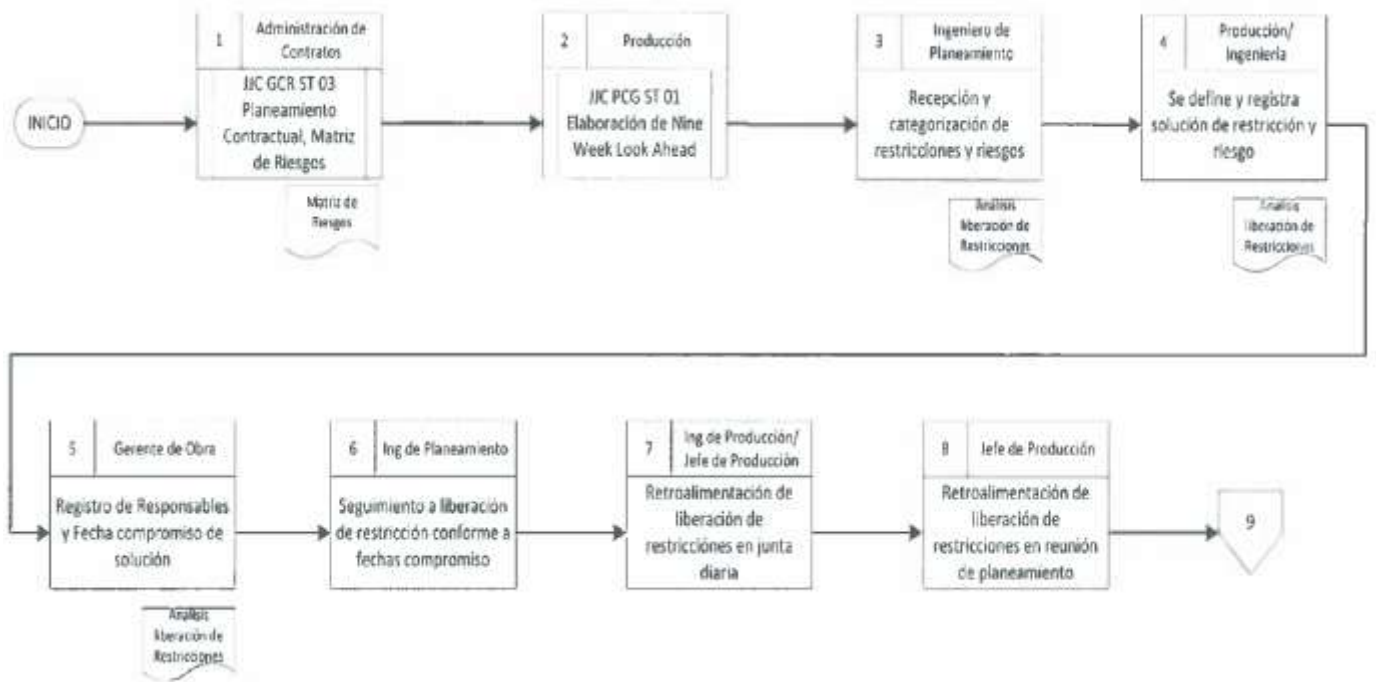 INICIO
1
Administración de
Contratos
JJC GCR ST 03
Planeamiento
Contractual, Matriz
de Riesgos
Matriz de
Riesgos
2
Producción
JJC PCG ST 01
Elaboración de Nine
Week Look Ahead
3
Ingeniero de
Planeamiento
Recepción y
categorización de
restricciones y riesgos
Análisis
liberación de
Restricciones
4
Producción/
Ingeniería
Se define y registra
solución de restricción y
riesgo
Analisis
liberación de
Restricciones
5
Gerente de Obra
Registro de Responsables
y Fecha compromiso de
solución
Analisis
liberación de
Restricciones
6
Ing de Planeamiento
Seguimiento a liberación
de restricción conforme a
fechas compromiso
7
Ing de Producción/
Jefe de Producción
Retroalimentación de
liberación de
restricciónes en junta
diaria
8
Jefe de Producción
Retroalimentación de
liberación de
restricciones en reunión
de planeamiento
9